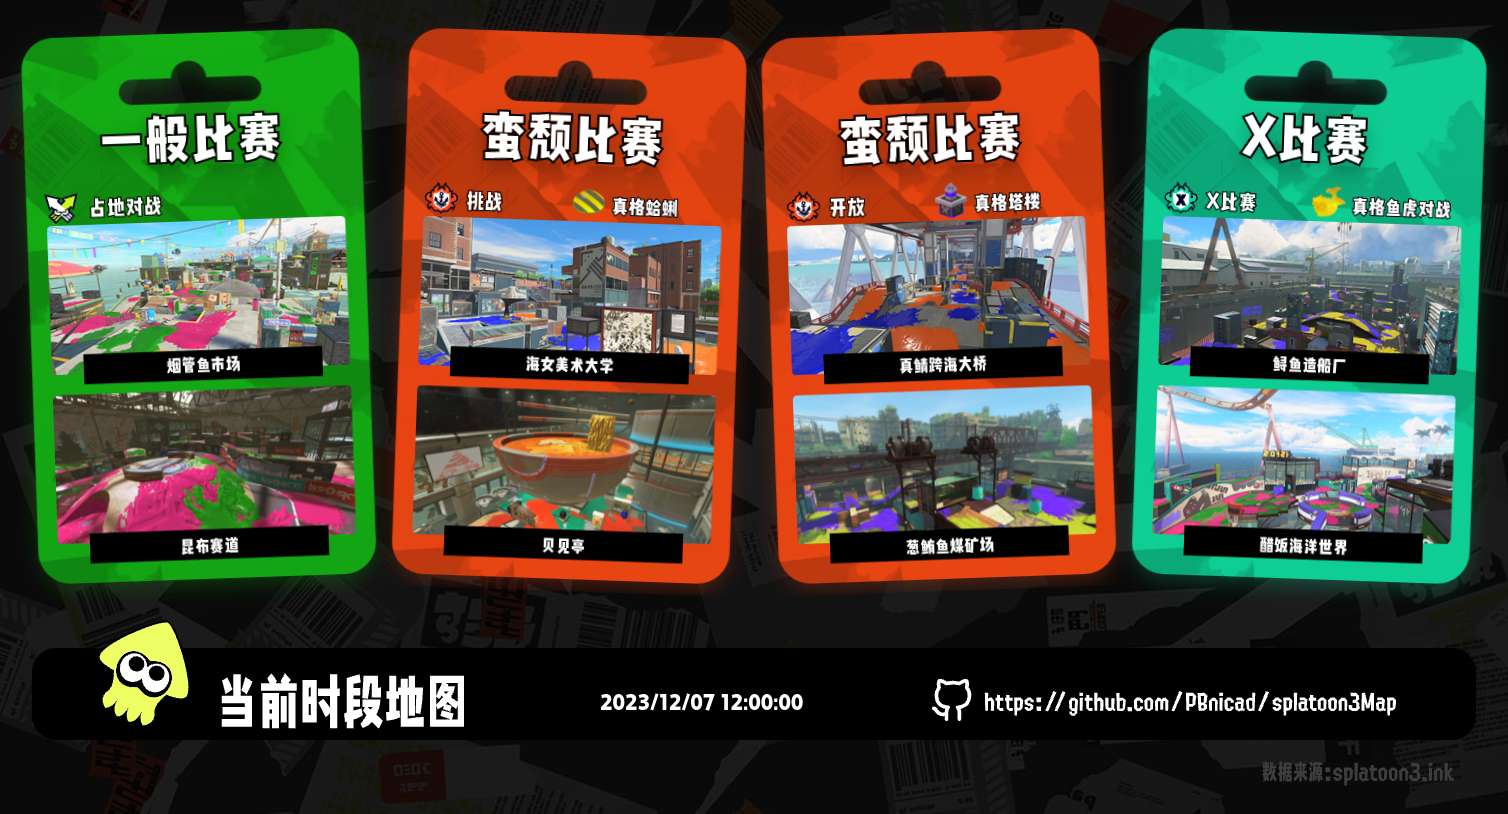 一般比赛
占地对战
烟管鱼市场
昆布赛道
蛮颓比赛
挑战
真格蛤蜊
海女美术大学
贝见亭
蛮颓比赛
开放
真格塔楼
真鲭跨海大桥
葱鲔鱼煤矿场
X比赛
X比赛
真格鱼虎对战
鲟鱼造船厂
醋饭海洋世界
当前时段地图
2023/12/07 12:00:00
https://github.com/PBnicad/splatoon3Map
数据来源:splatoon3.ink